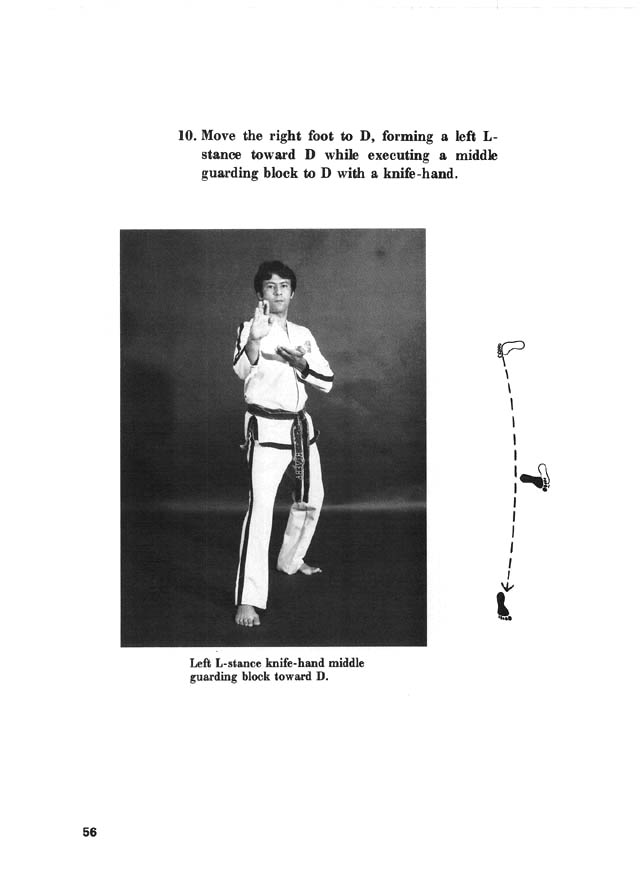 10. Move the right foot to D, forming a left L-
stance toward D while executing a middle
guarding block to D with a knife-hand.
Left L-stance knife-hand middle
guarding block toward D.
56